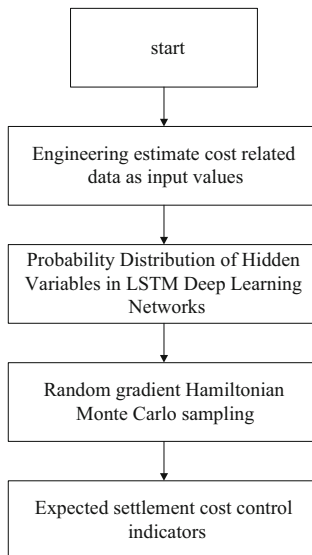 start
Engineering estimate cost related
data as input values
Probability Distribution of Hidden
Variables in LSTM Deep Learning
Networks
Random gradient Hamiltonian
Monte Carlo sampling
Expected settlement cost control
indicators